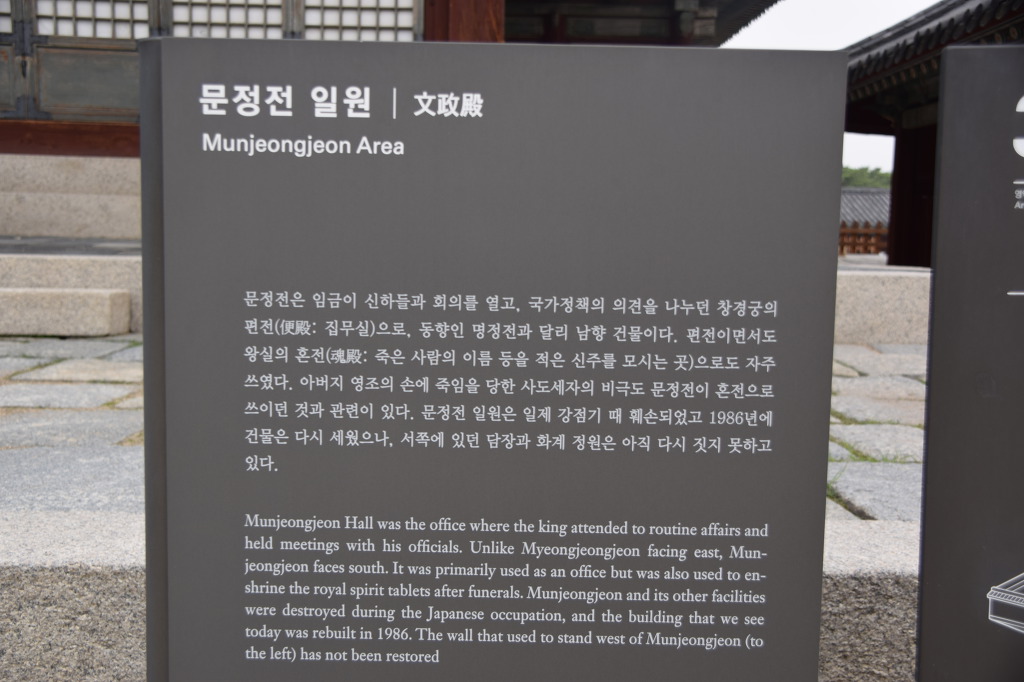 문정전 일원 | 文政殿
Munjeongjeon Area
문정전은 임금이 신하들과 회의를 열고, 국가정책의 의견을 나누던 창경궁의
편전(便殿: 집무실)으로, 동향인 명정전과 달리 남향 건물이다. 편전이면서도
왕실의 혼전(魂殿: 죽은 사람의 이름 등을 적은 신주를 모시는 곳)으로도 자주
쓰였다. 아버지 영조의 손에 죽임을 당한 사도세자의 비극도 문정전이 혼전으로
쓰이던 것과 관련이 있다. 문정전 일원은 일제 강점기 때 훼손되었고 1986년에
건물은 다시 세웠으나, 서쪽에 있던 담장과 화계 정원은 아직 다시 짓지 못하고
있다.
Munjeongjeon Hall was the office where the king attended to routine affairs and
held meetings with his officials. Unlike Myeongjeongjeon facing east, Mun-
jeongjeon faces south. It was primarily used as an office but was also used to en-
shrine the royal spirit tablets after funerals. Munjeongjeon and its other facilities
were destroyed during the Japanese occupation, and the building that we see
today was rebuilt in 1986. The wall that used to stand west of Munjeongjeon (to
the left) has not been restored